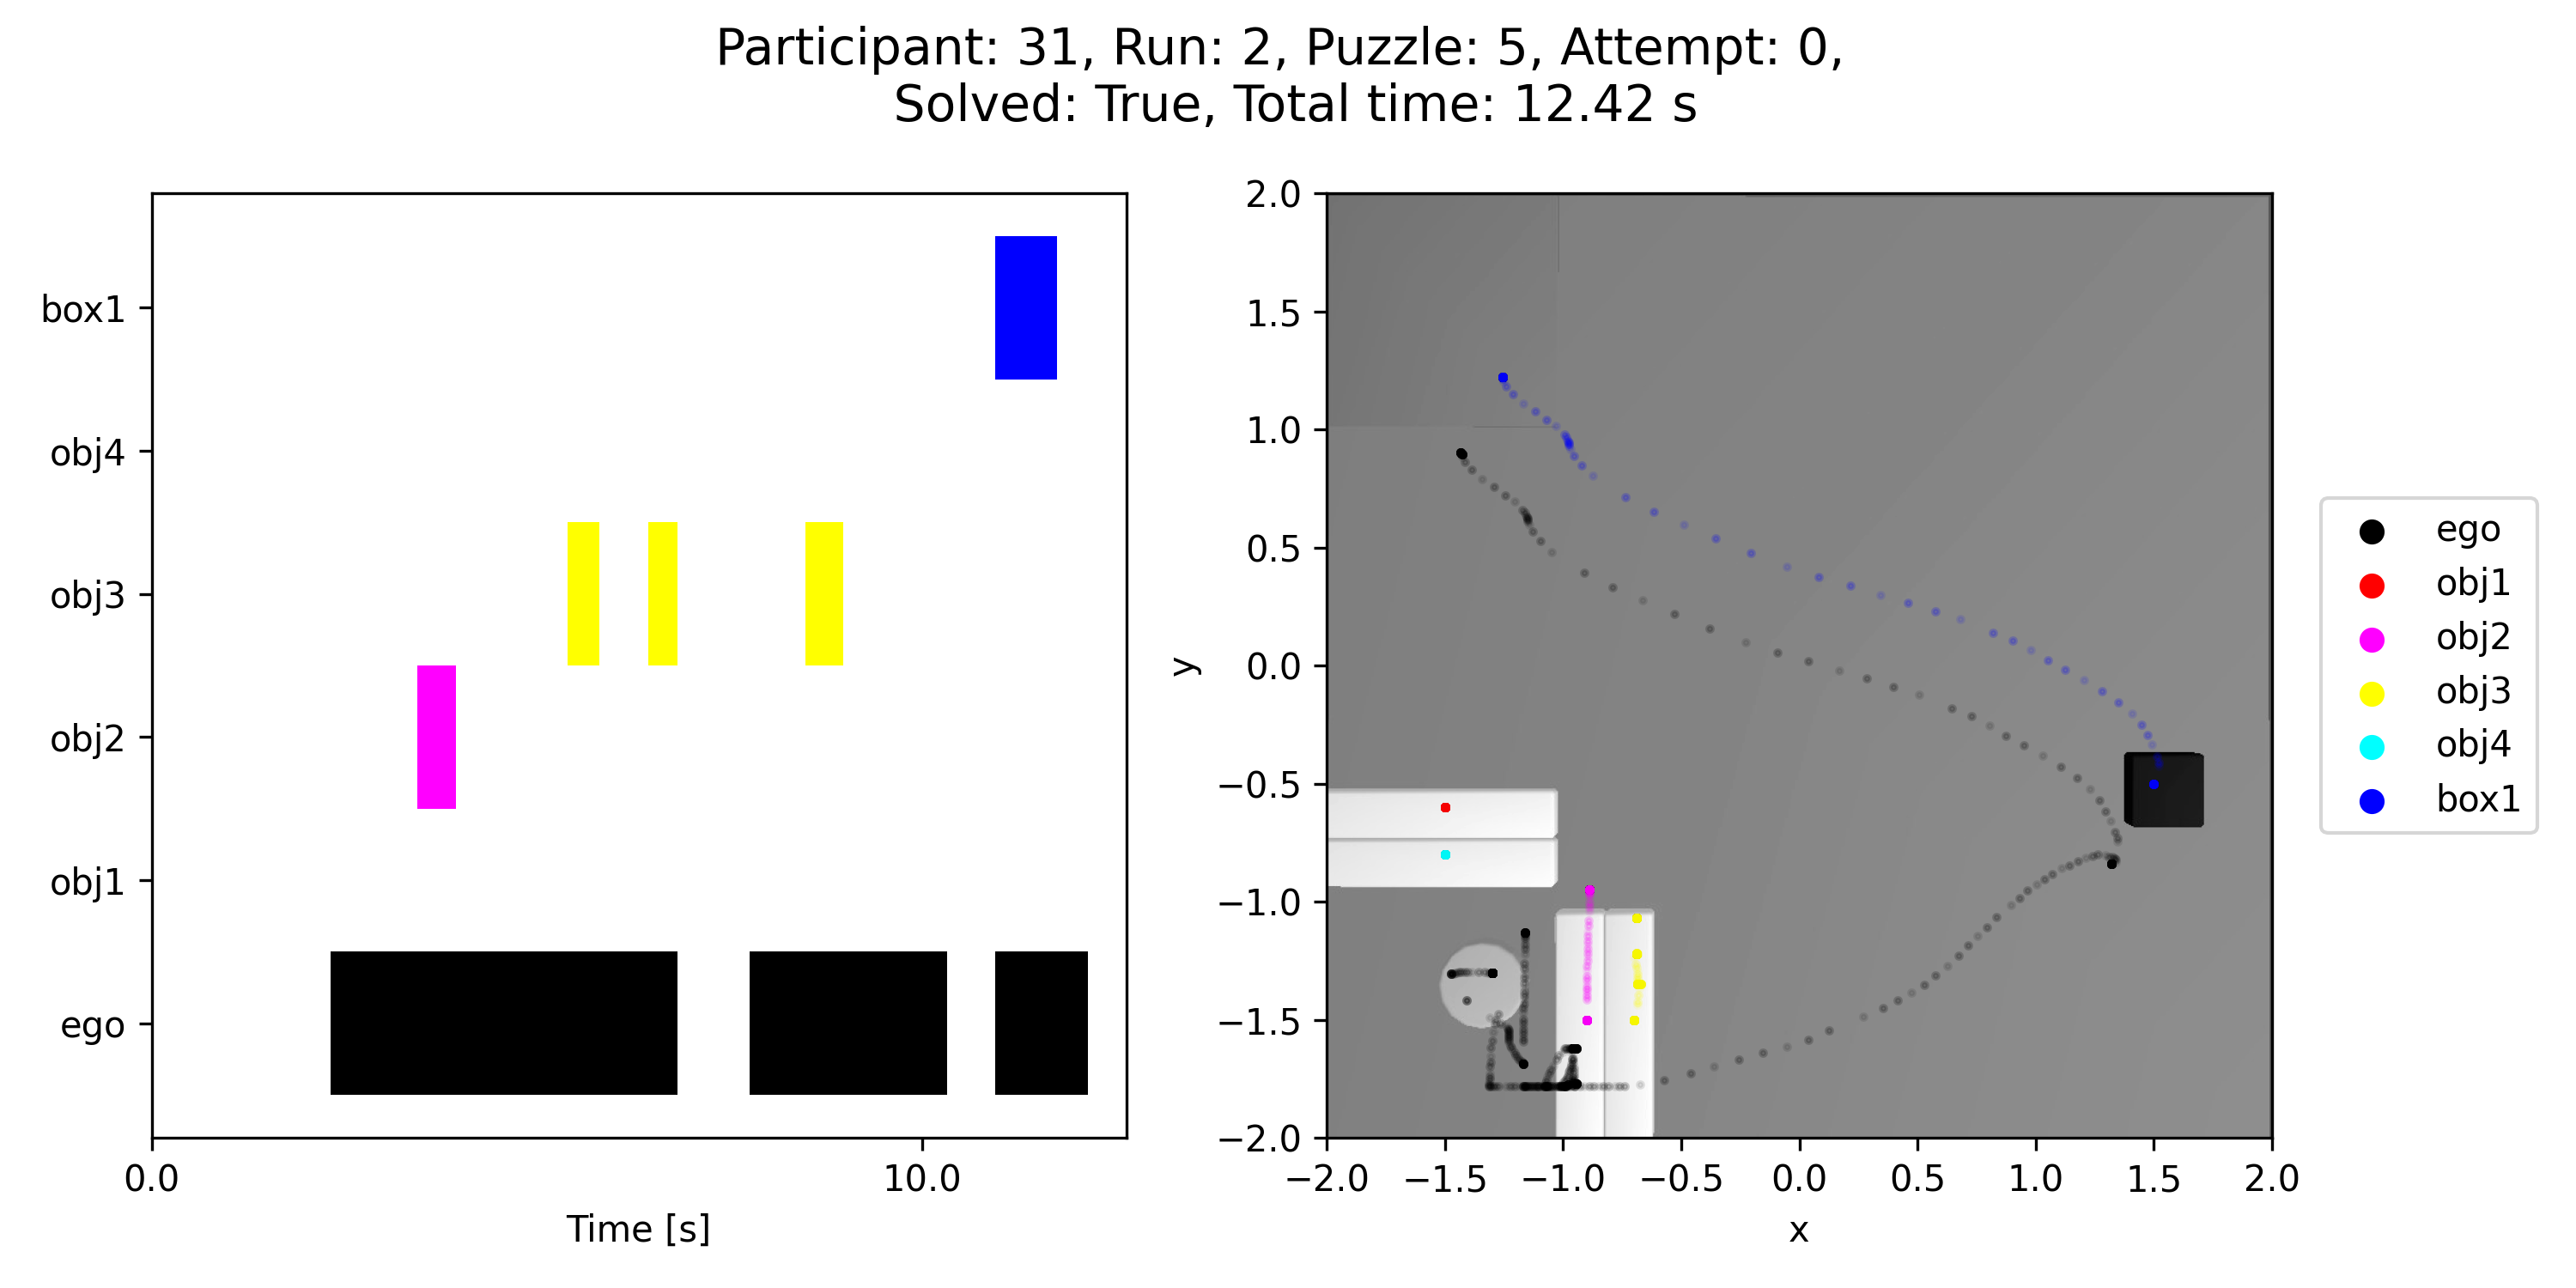 Participant: 31, Run: 2, Puzzle: 5, Attempt: 0,
Solved: True, Total time: 12.42 s
box1
obj4
obj3
obj2
obj1
ego
0.0
10.0
Time [s]
2.0
1.5
1.0
0.5
0.0
−0.5
−1.0
−1.5
−2.0
y
−2.0
−1.5
−1.0
−0.5
0.0
0.5
1.0
1.5
2.0
x
ego
obj1
obj2
obj3
obj4
box1